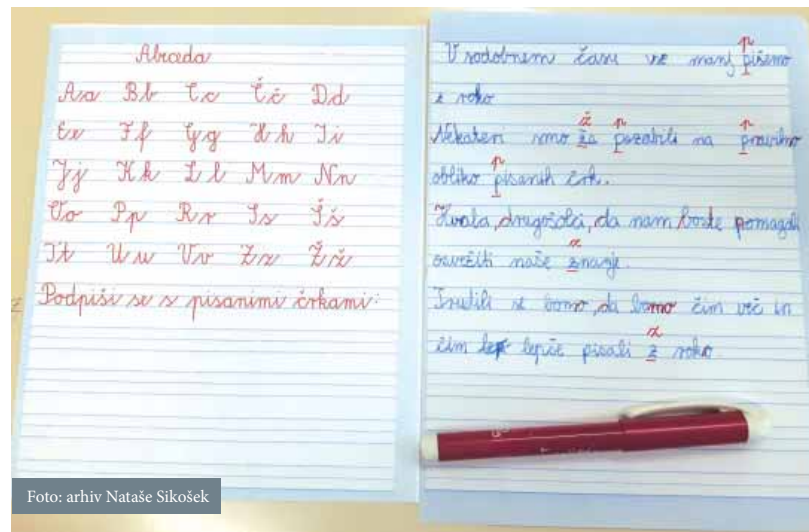 Abeceda
Aa Bb Cc Čč Dd
Ee Ff Gg Hh Ii
Jj Kk Ll Mm Nn
Oo Pp Rr Ss Šš
Tt Uu Vv Zz Žž
Podpiši se s pisanimi črkami:
p
V sodobnem času vse manj pišemo
z roko
ž p p
Nekateri smo že pozabili na pravilno
p
obliko pisanih črk.
Hvala, drugošolci, da nam boste pomagali
z
osvežiti naše znanje.
Trudili se bomo, da bomo čim več in
z
čim lepše pisali z roko.
Foto: arhiv Nataše Sikošek